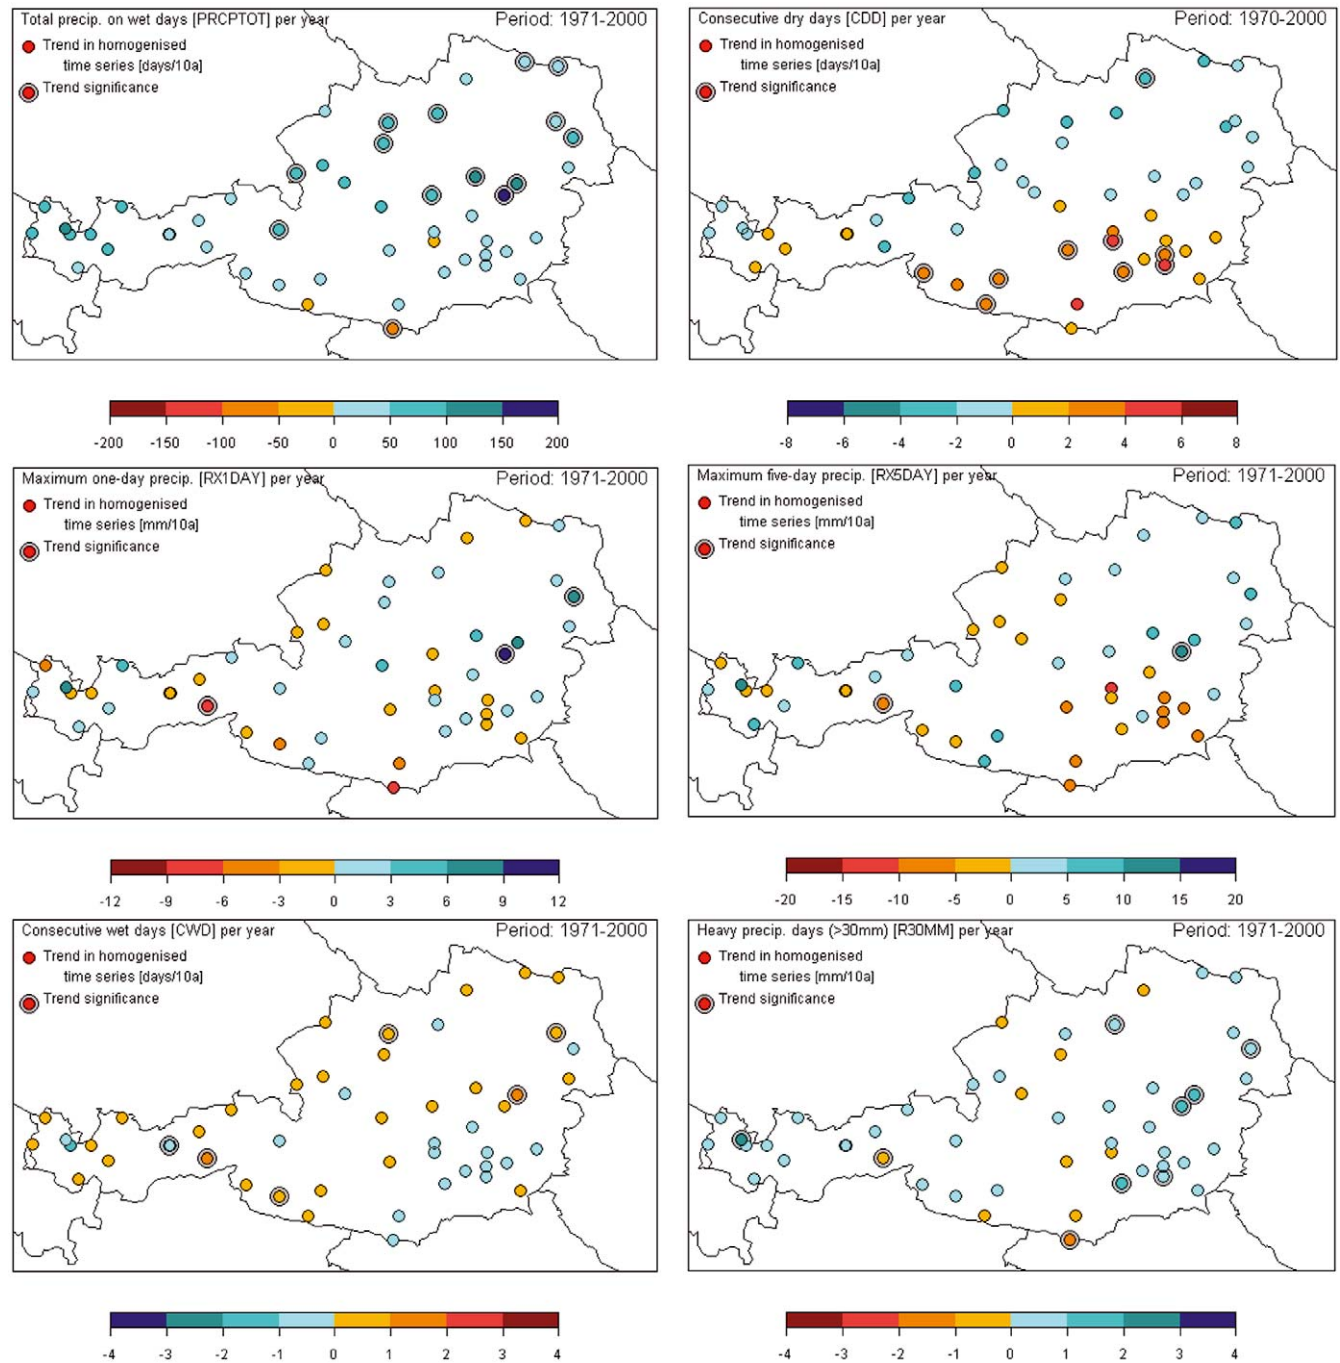 Total precip. on wet days [PRCPTOT] per year
Period: 1971-2000
Trend in homogenised
time series [days/10a]
Trend significance
-200 -150 -100 -50 0 50 100 150 200
Consecutive dry days [CDD] per year
Period: 1970-2000
Trend in homogenised
time series [days/10a]
Trend significance
-8 -6 -4 -2 0 2 4 6 8
Maximum one-day precip. [RX1DAY] per year
Period: 1971-2000
Trend in homogenised
time series [mm/10a]
Trend significance
-12 -9 -6 -3 0 3 6 9 12
Maximum five-day precip. [RX5DAY] per year
Period: 1971-2000
Trend in homogenised
time series [mm/10a]
Trend significance
-20 -15 -10 -5 0 5 10 15 20
Consecutive wet days [CWD] per year
Period: 1971-2000
Trend in homogenised
time series [days/10a]
Trend significance
-4 -3 -2 -1 0 1 2 3 4
Heavy precip. days (>30mm) [R30MM] per year
Period: 1971-2000
Trend in homogenised
time series [mm/10a]
Trend significance
-4 -3 -2 -1 0 1 2 3 4